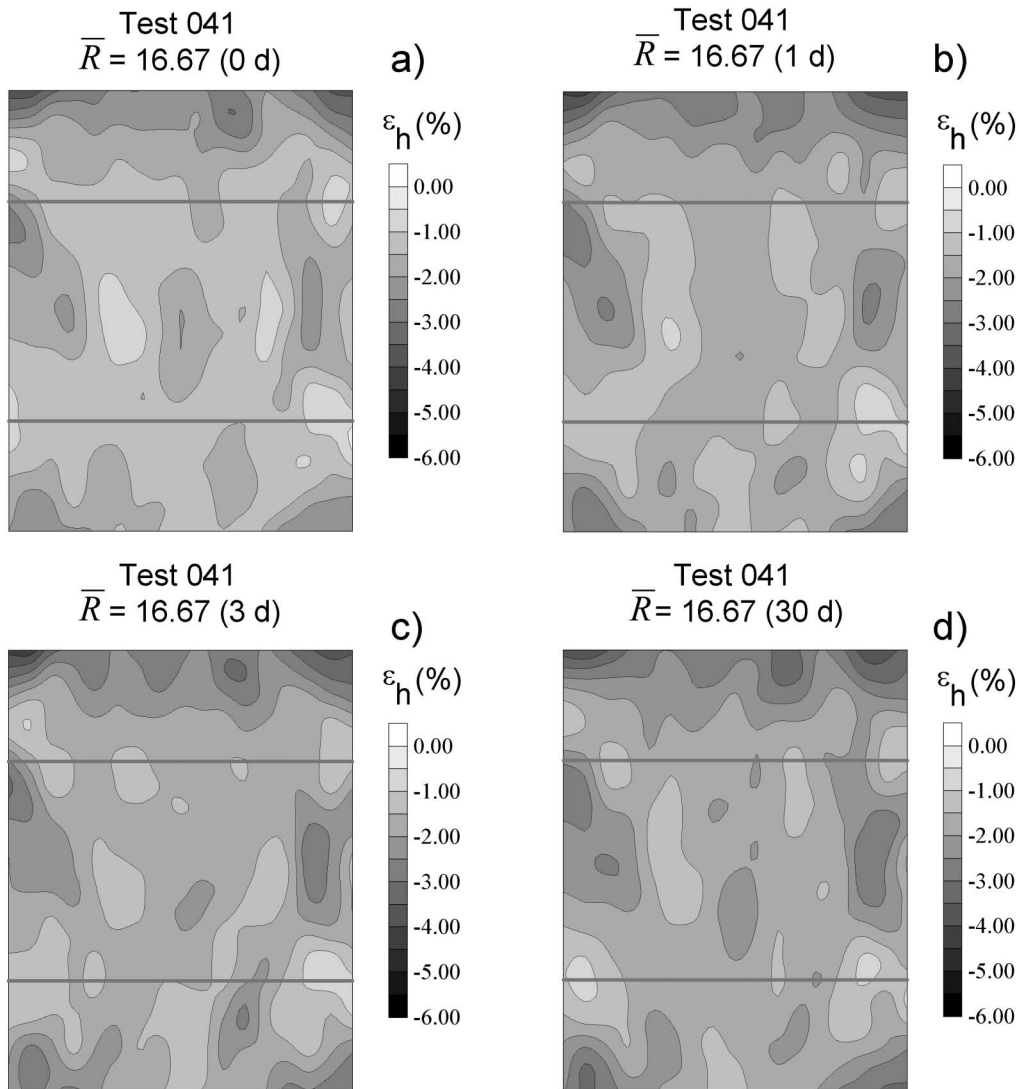 Test 041
R̅ = 16.67 (0 d)
a)
εh(%)
0.00
-1.00
-2.00
-3.00
-4.00
-5.00
-6.00
Test 041
R̅ = 16.67 (1 d)
b)
εh(%)
0.00
-1.00
-2.00
-3.00
-4.00
-5.00
-6.00
Test 041
R̅ = 16.67 (3 d)
c)
εh(%)
0.00
-1.00
-2.00
-3.00
-4.00
-5.00
-6.00
Test 041
R̅ = 16.67 (30 d)
d)
εh(%)
0.00
-1.00
-2.00
-3.00
-4.00
-5.00
-6.00